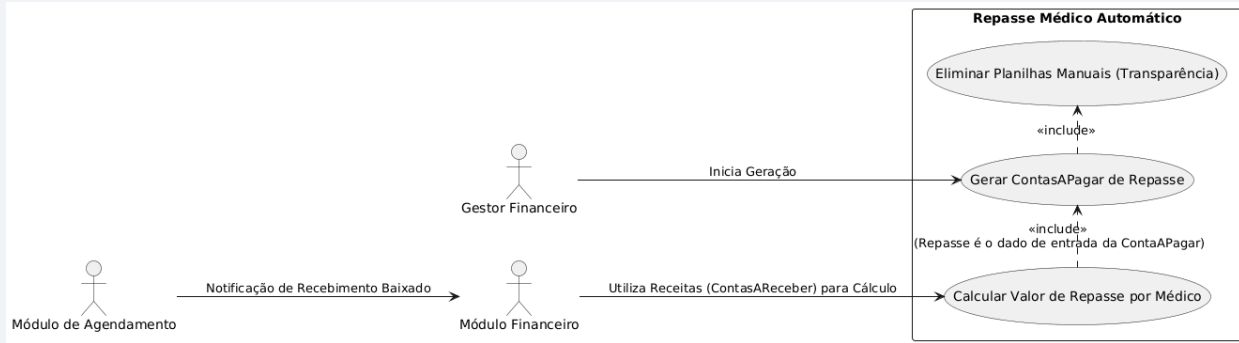 Repasse Médico Automático
Eliminar Planilhas Manuais (Transparência)
«include»
Inicia Geração
Gerar ContasAPagar de Repasse
Gestor Financeiro
«include»
(Repasse é o dado de entrada da ContaAPagar)
Notificação de Recebimento Baixado
Utiliza Receitas (ContasAReceber) para Cálculo
Calcular Valor de Repasse por Médico
Módulo de Agendamento
Módulo Financeiro